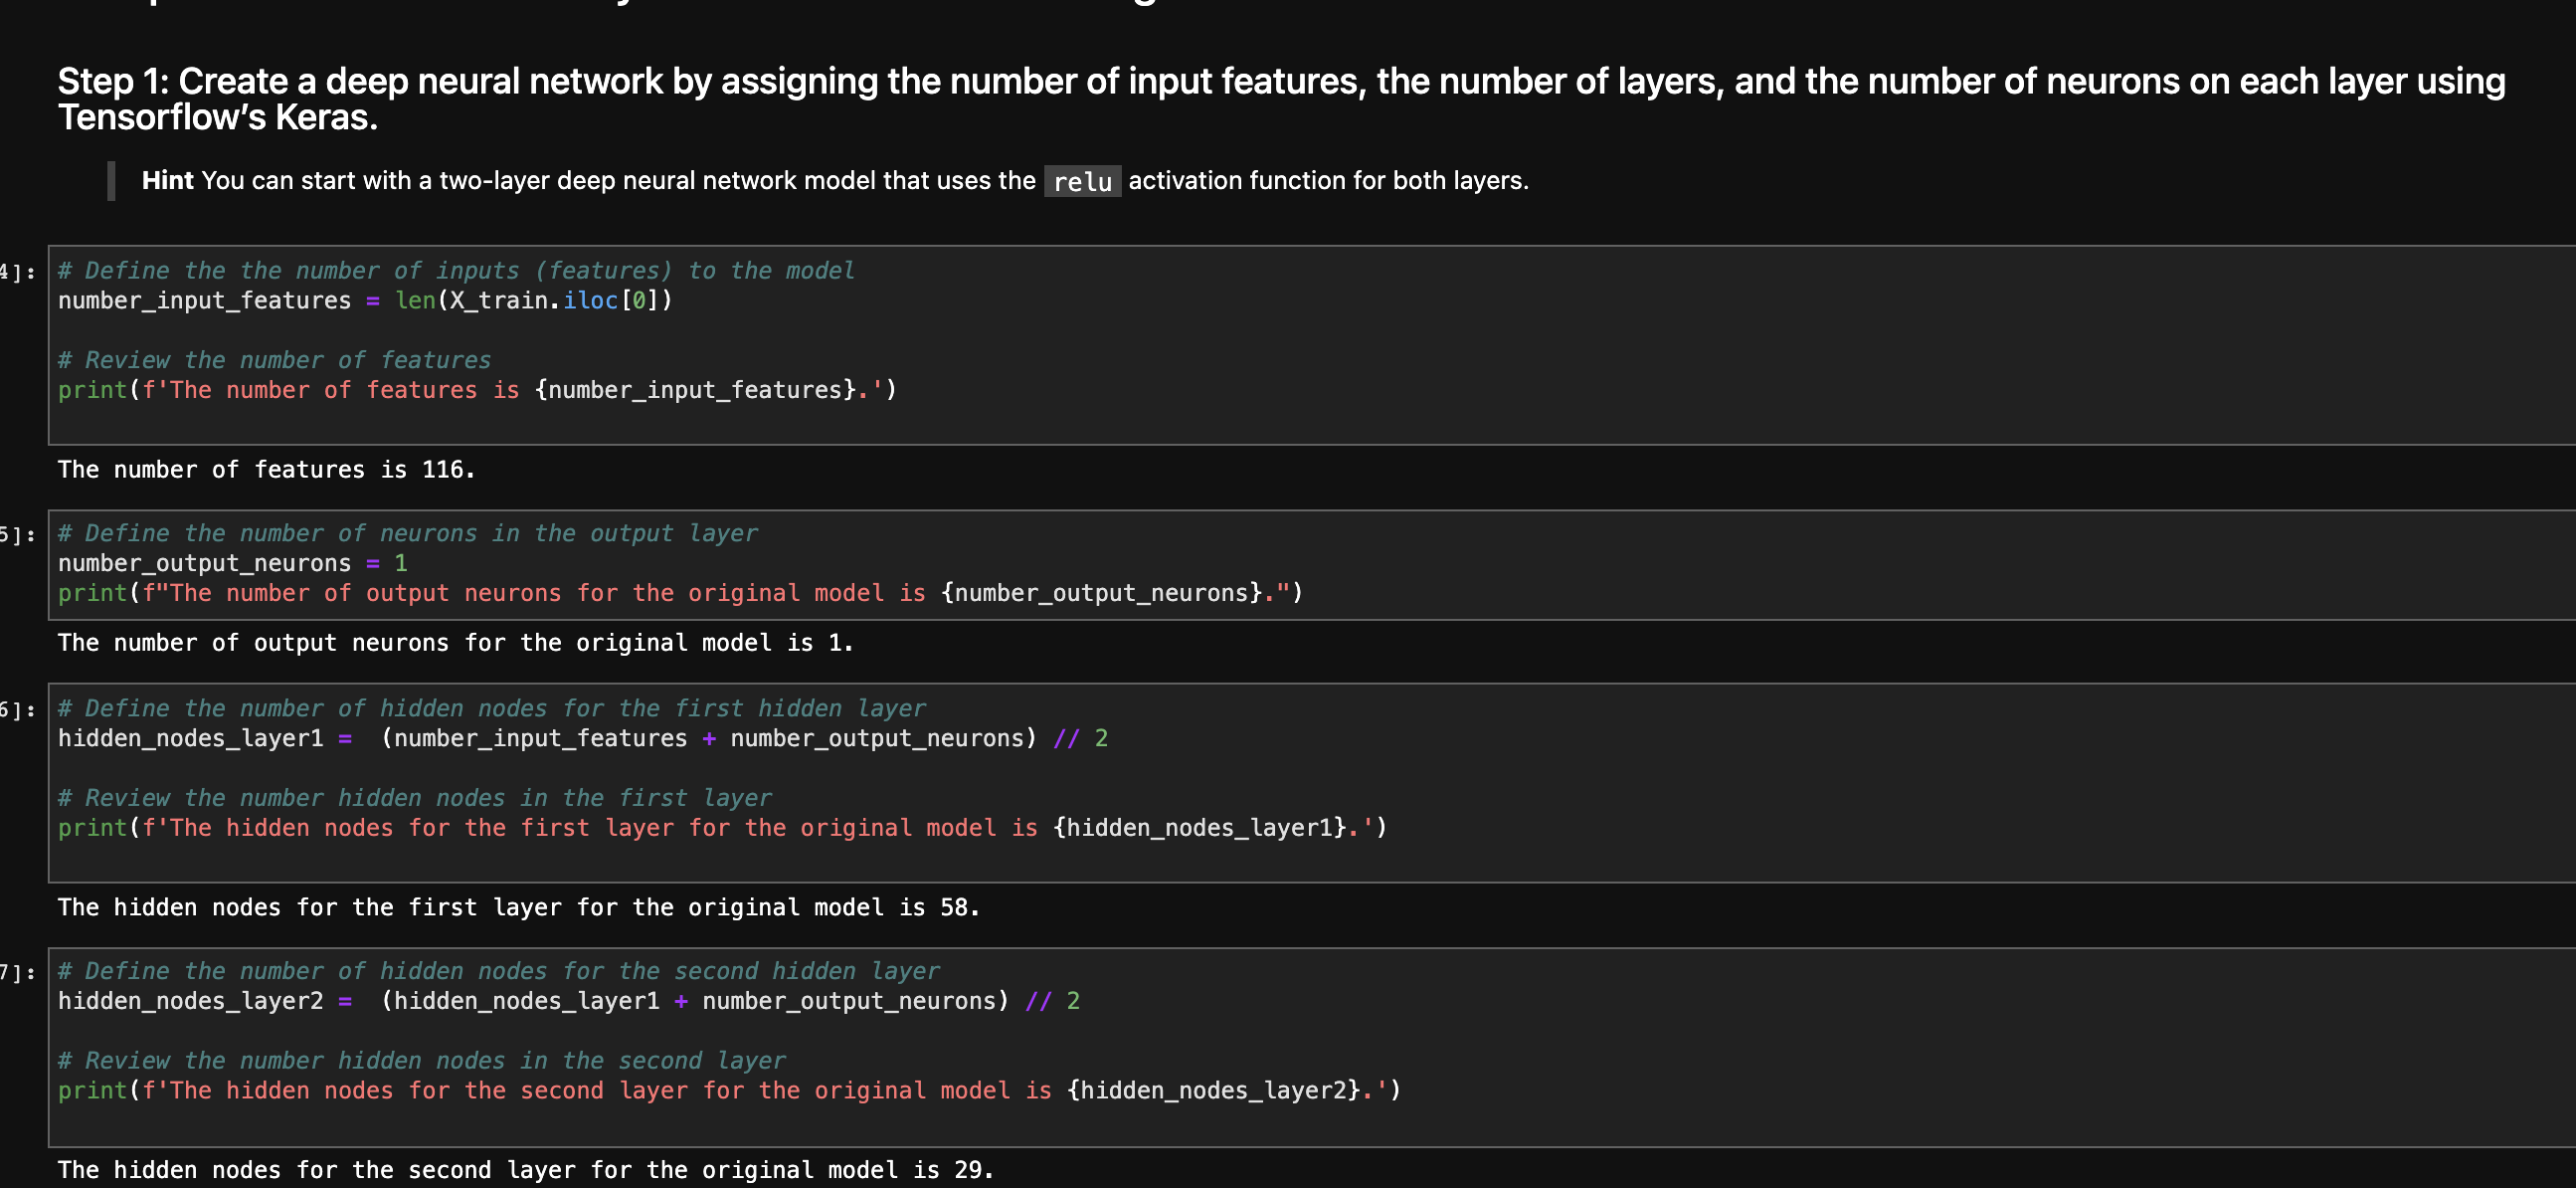 Step 1: Create a deep neural network by assigning the number of input features, the number of layers, and the number of neurons on each layer using
Tensorflow’s Keras.
Hint You can start with a two-layer deep neural network model that uses the relu activation function for both layers.
4]:
# Define the the number of inputs (features) to the model
number_input_features = len(X_train.iloc[0])
# Review the number of features
print(f'The number of features is {number_input_features}.')
The number of features is 116.
5]:
# Define the number of neurons in the output layer
number_output_neurons = 1
print(f"The number of output neurons for the original model is {number_output_neurons}.")
The number of output neurons for the original model is 1.
6]:
# Define the number of hidden nodes for the first hidden layer
hidden_nodes_layer1 =  (number_input_features + number_output_neurons) // 2
# Review the number hidden nodes in the first layer
print(f'The hidden nodes for the first layer for the original model is {hidden_nodes_layer1}.')
The hidden nodes for the first layer for the original model is 58.
7]:
# Define the number of hidden nodes for the second hidden layer
hidden_nodes_layer2 =  (hidden_nodes_layer1 + number_output_neurons) // 2
# Review the number hidden nodes in the second layer
print(f'The hidden nodes for the second layer for the original model is {hidden_nodes_layer2}.')
The hidden nodes for the second layer for the original model is 29.